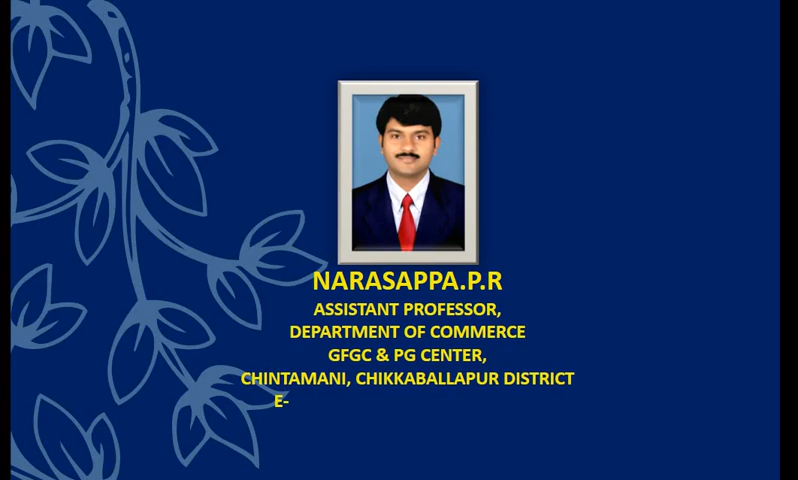 NARASAPPA.P.R
ASSISTANT PROFESSOR,
DEPARTMENT OF COMMERCE
GFGC & PG CENTER,
CHINTAMANI, CHIKKABALLAPUR DISTRICT
E-